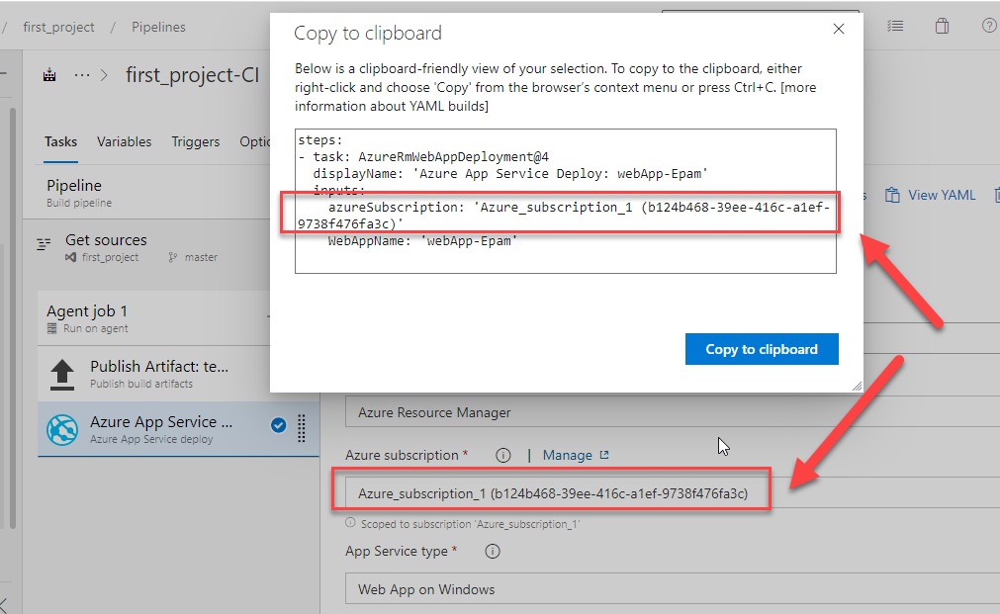 / first_project / Pipelines
··· > first_project-CI
Tasks Variables Triggers Optio
Pipeline
Build pipeline
Get sources
first_project master
Agent job 1
Run on agent
Publish Artifact: te...
Publish build artifacts
Azure App Service ...
Azure App Service deploy
Copy to clipboard
Below is a clipboard-friendly view of your selection. To copy to the clipboard, either
right-click and choose 'Copy' from the browser's context menu or press Ctrl+C. [more
information about YAML builds]
steps:
- task: AzureRmWebAppDeployment@4
displayName: 'Azure App Service Deploy: webApp-Epam'
inputs:
azureSubscription: 'Azure_subscription_1 (b124b468-39ee-416c-a1ef-
9738f476fa3c)'
WebAppName: 'webApp-Epam'
Copy to clipboard
s View YAML
Azure Resource Manager
Azure subscription * | Manage
Azure_subscription_1 (b124b468-39ee-416c-a1ef-9738f476fa3c)
Scoped to subscription 'Azure_subscription_1'
App Service type *
Web App on Windows